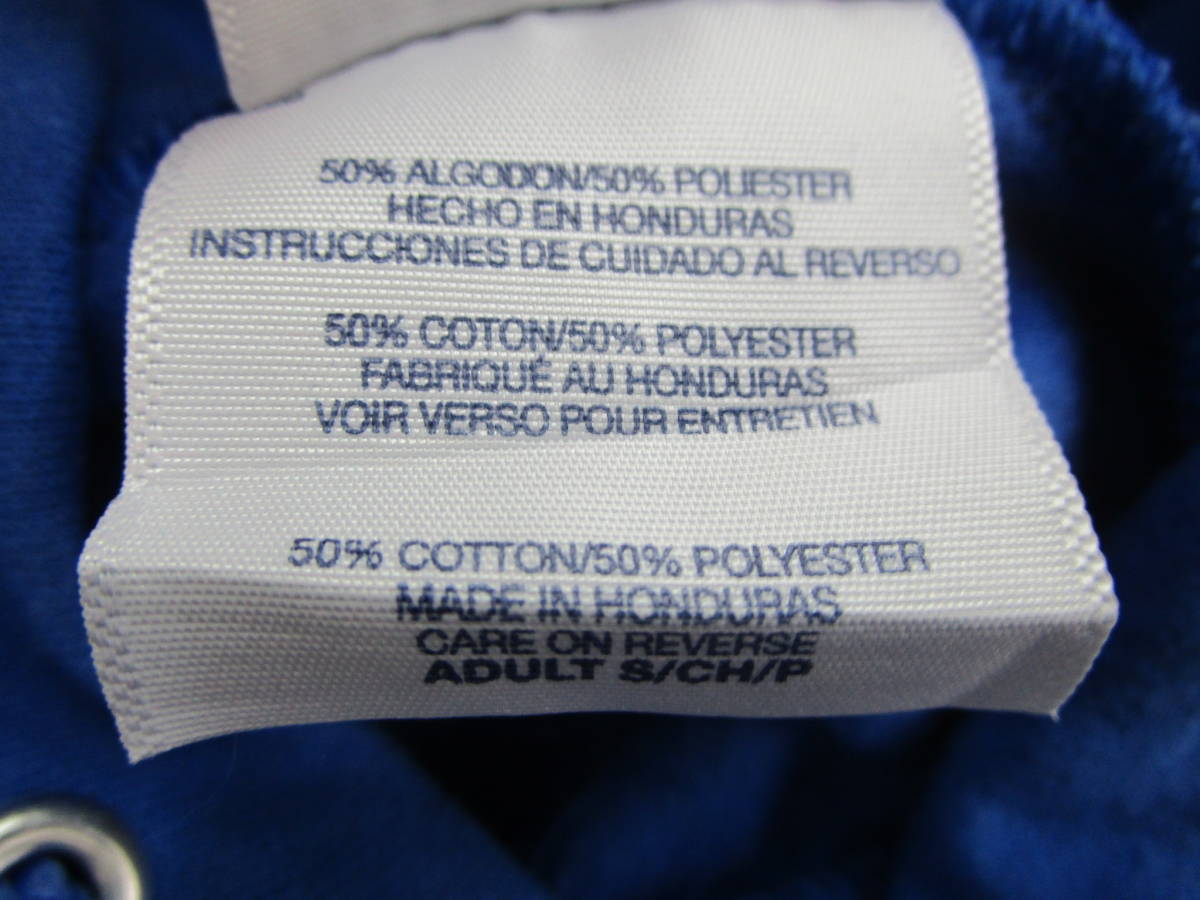 50% ALGODON/50% POLIESTER
HECHO EN HONDURAS
INSTRUCCIONES DE CUIDADO AL REVERSO
50% COTON/50% POLYESTER
FABRIQUÉ AU HONDURAS
VOIR VERSO POUR ENTRETIEN
50% COTTON/50% POLYESTER
MADE IN HONDURAS
CARE ON REVERSE
ADULT S/CH/P